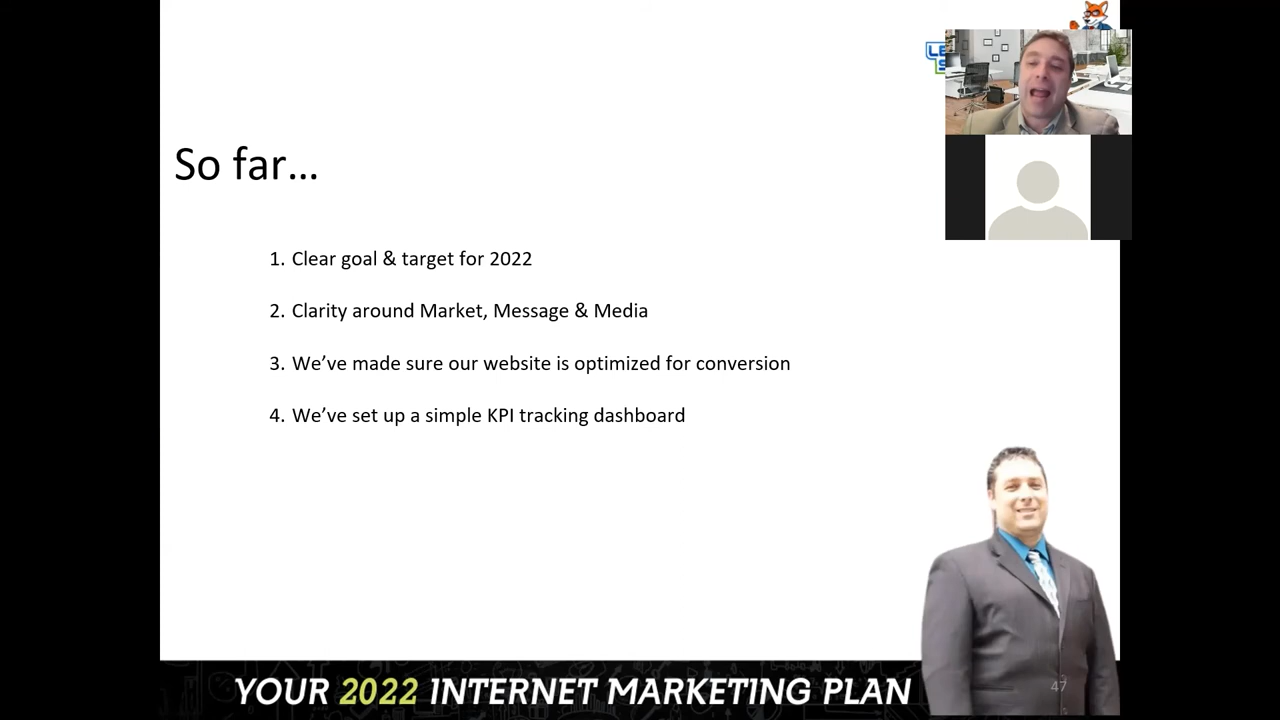 So far...
1. Clear goal & target for 2022
2. Clarity around Market, Message & Media
3. We’ve made sure our website is optimized for conversion
4. We’ve set up a simple KPI tracking dashboard
47
YOUR 2022 INTERNET MARKETING PLAN